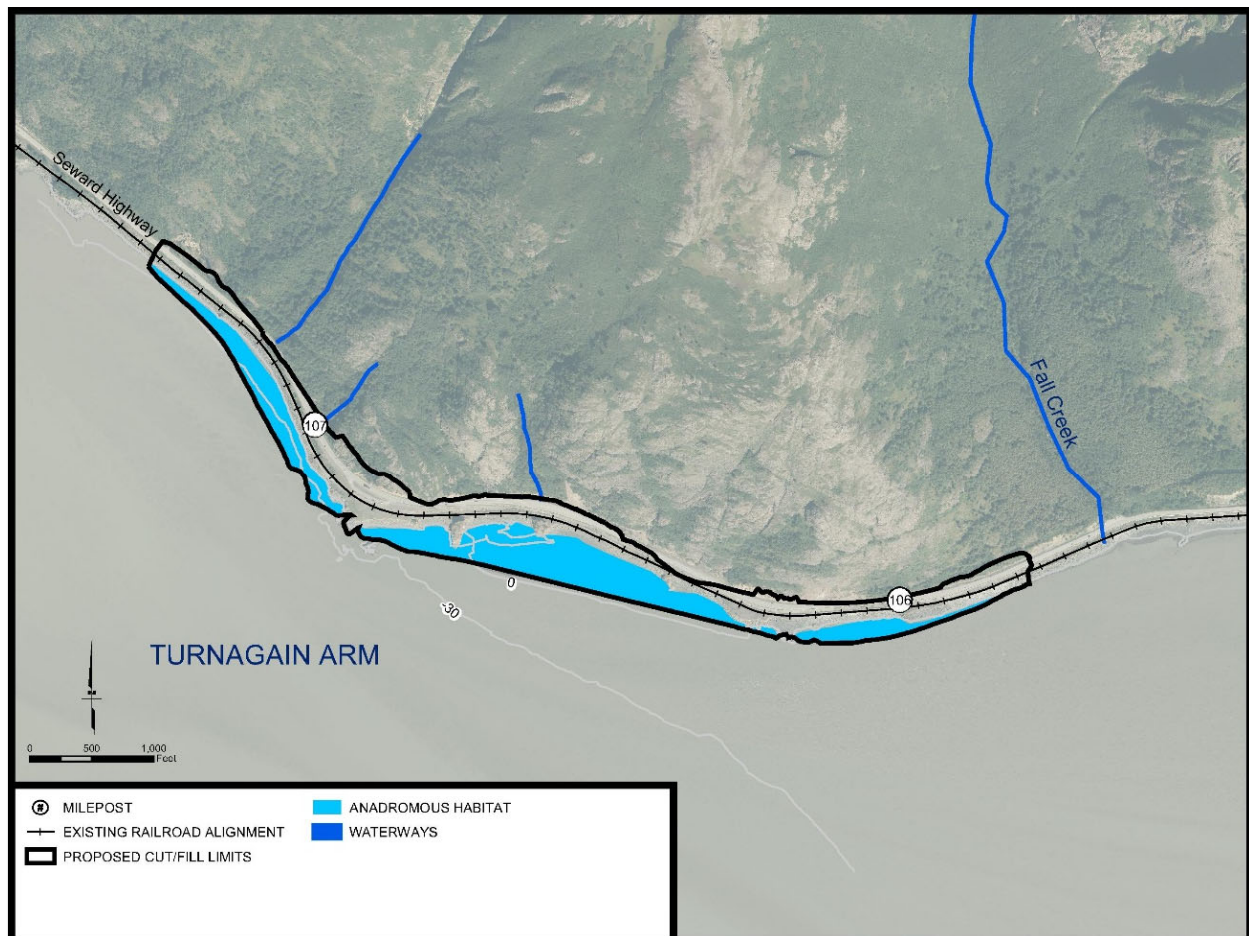 Seward Highway
Fall Creek
107
106
0
-30
TURNAGAIN ARM
0 500 1,000
Feet
# MILEPOST
EXISTING RAILROAD ALIGNMENT
PROPOSED CUT/FILL LIMITS
ANADROMOUS HABITAT
WATERWAYS